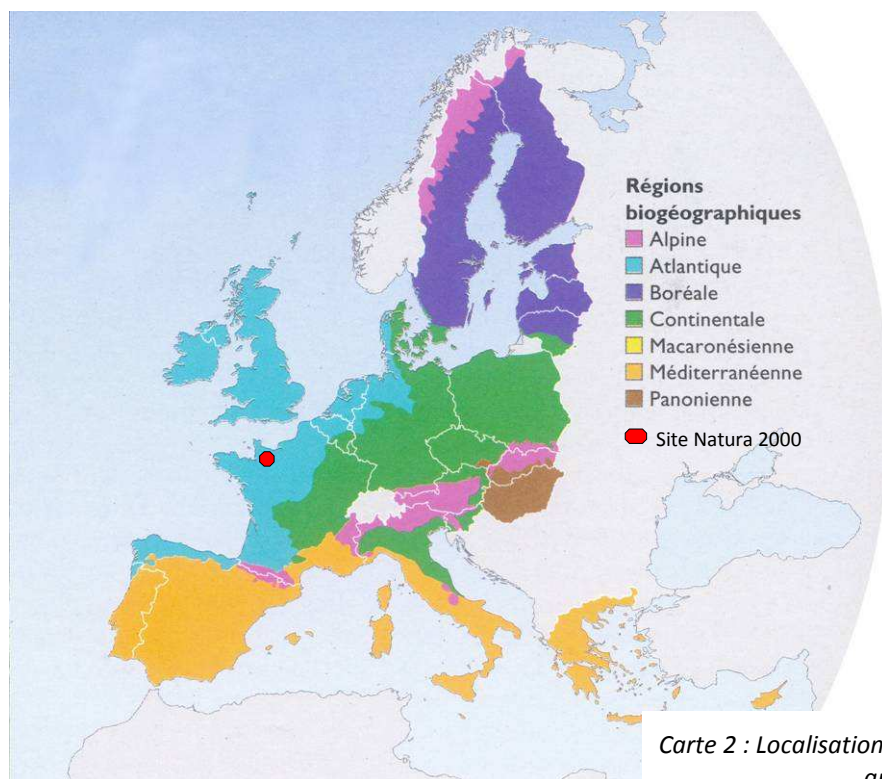 Régions
biogéographiques
Alpine
Atlantique
Boréale
Continentale
Macaronésienne
Méditerranéenne
Panonienne
Site Natura 2000
Carte 2 : Localisation